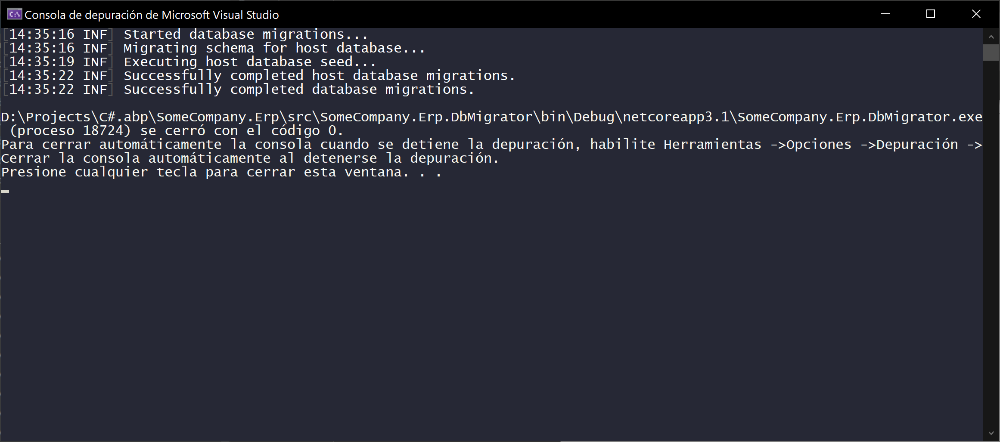 C:\ Consola de depuración de Microsoft Visual Studio
[14:35:16 INF] Started database migrations...
[14:35:16 INF] Migrating schema for host database...
[14:35:19 INF] Executing host database seed...
[14:35:22 INF] Successfully completed host database migrations.
[14:35:22 INF] Successfully completed database migrations.
D:\Projects\C#.abp\SomeCompany.Erp\src\SomeCompany.Erp.DbMigrator\bin\Debug\netcoreapp3.1\SomeCompany.Erp.DbMigrator.exe
(proceso 18724) se cerró con el código 0.
Para cerrar automáticamente la consola cuando se detiene la depuración, habilite Herramientas ->Opciones ->Depuración ->
Cerrar la consola automáticamente al detenerse la depuración.
Presione cualquier tecla para cerrar esta ventana. . .